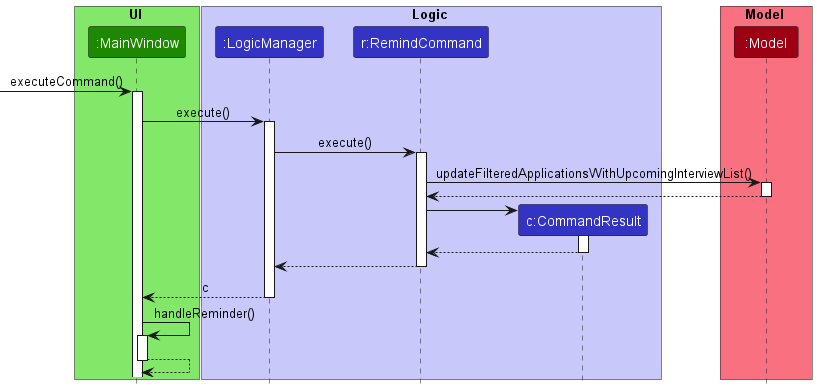 UI
Logic
Model
:MainWindow
:LogicManager
r:RemindCommand
:Model
executeCommand()
execute()
execute()
updateFilteredApplicationsWithUpcomingInterviewList()
c:CommandResult
c
handleReminder()